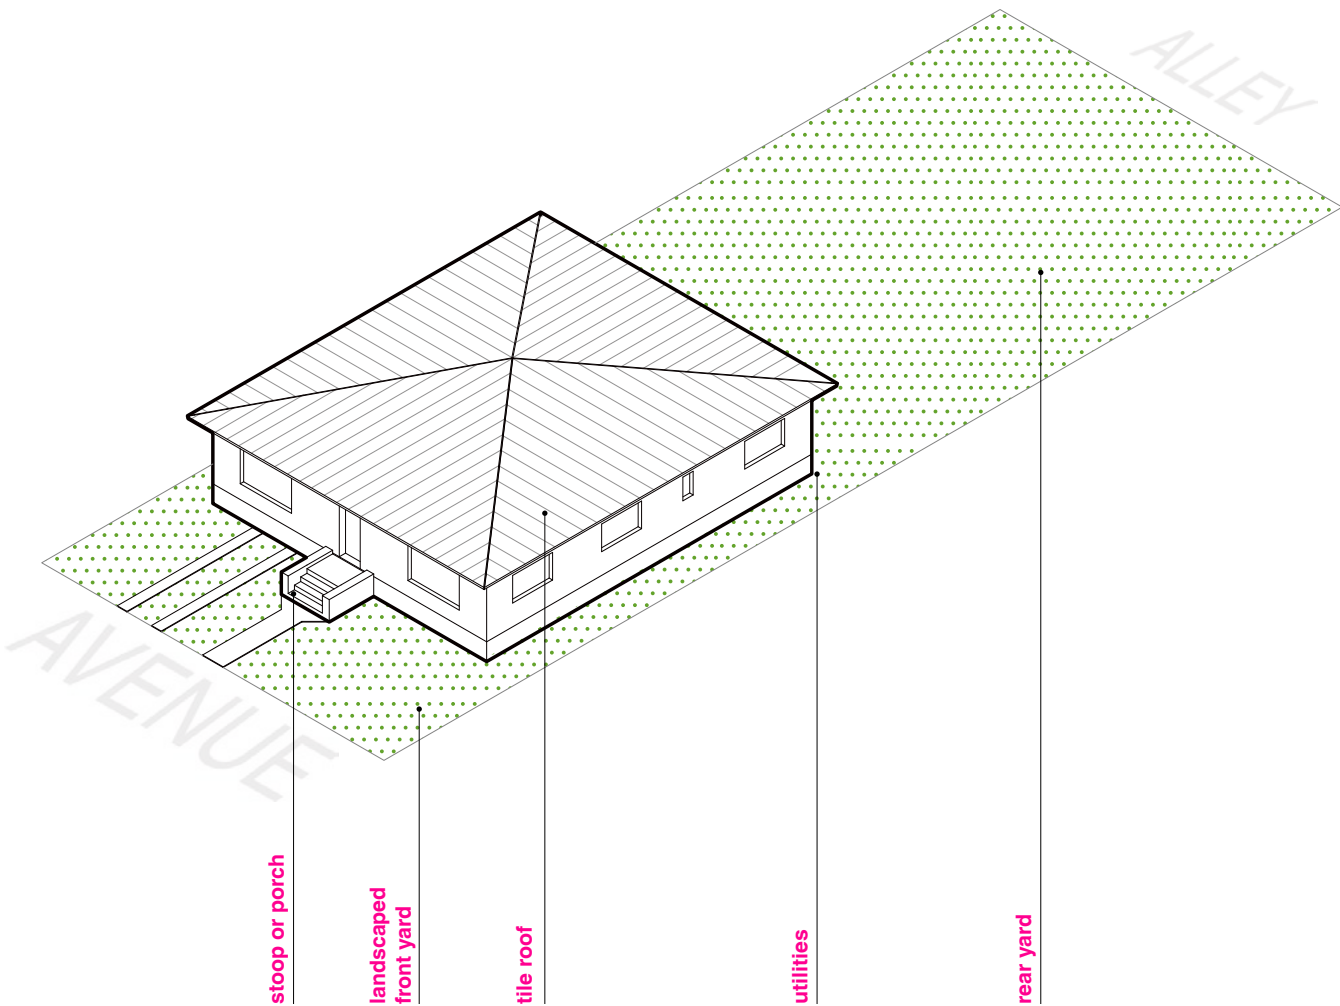 ALLEY
AVENUE
stoop or porch
landscaped
front yard
tile roof
utilities
rear yard